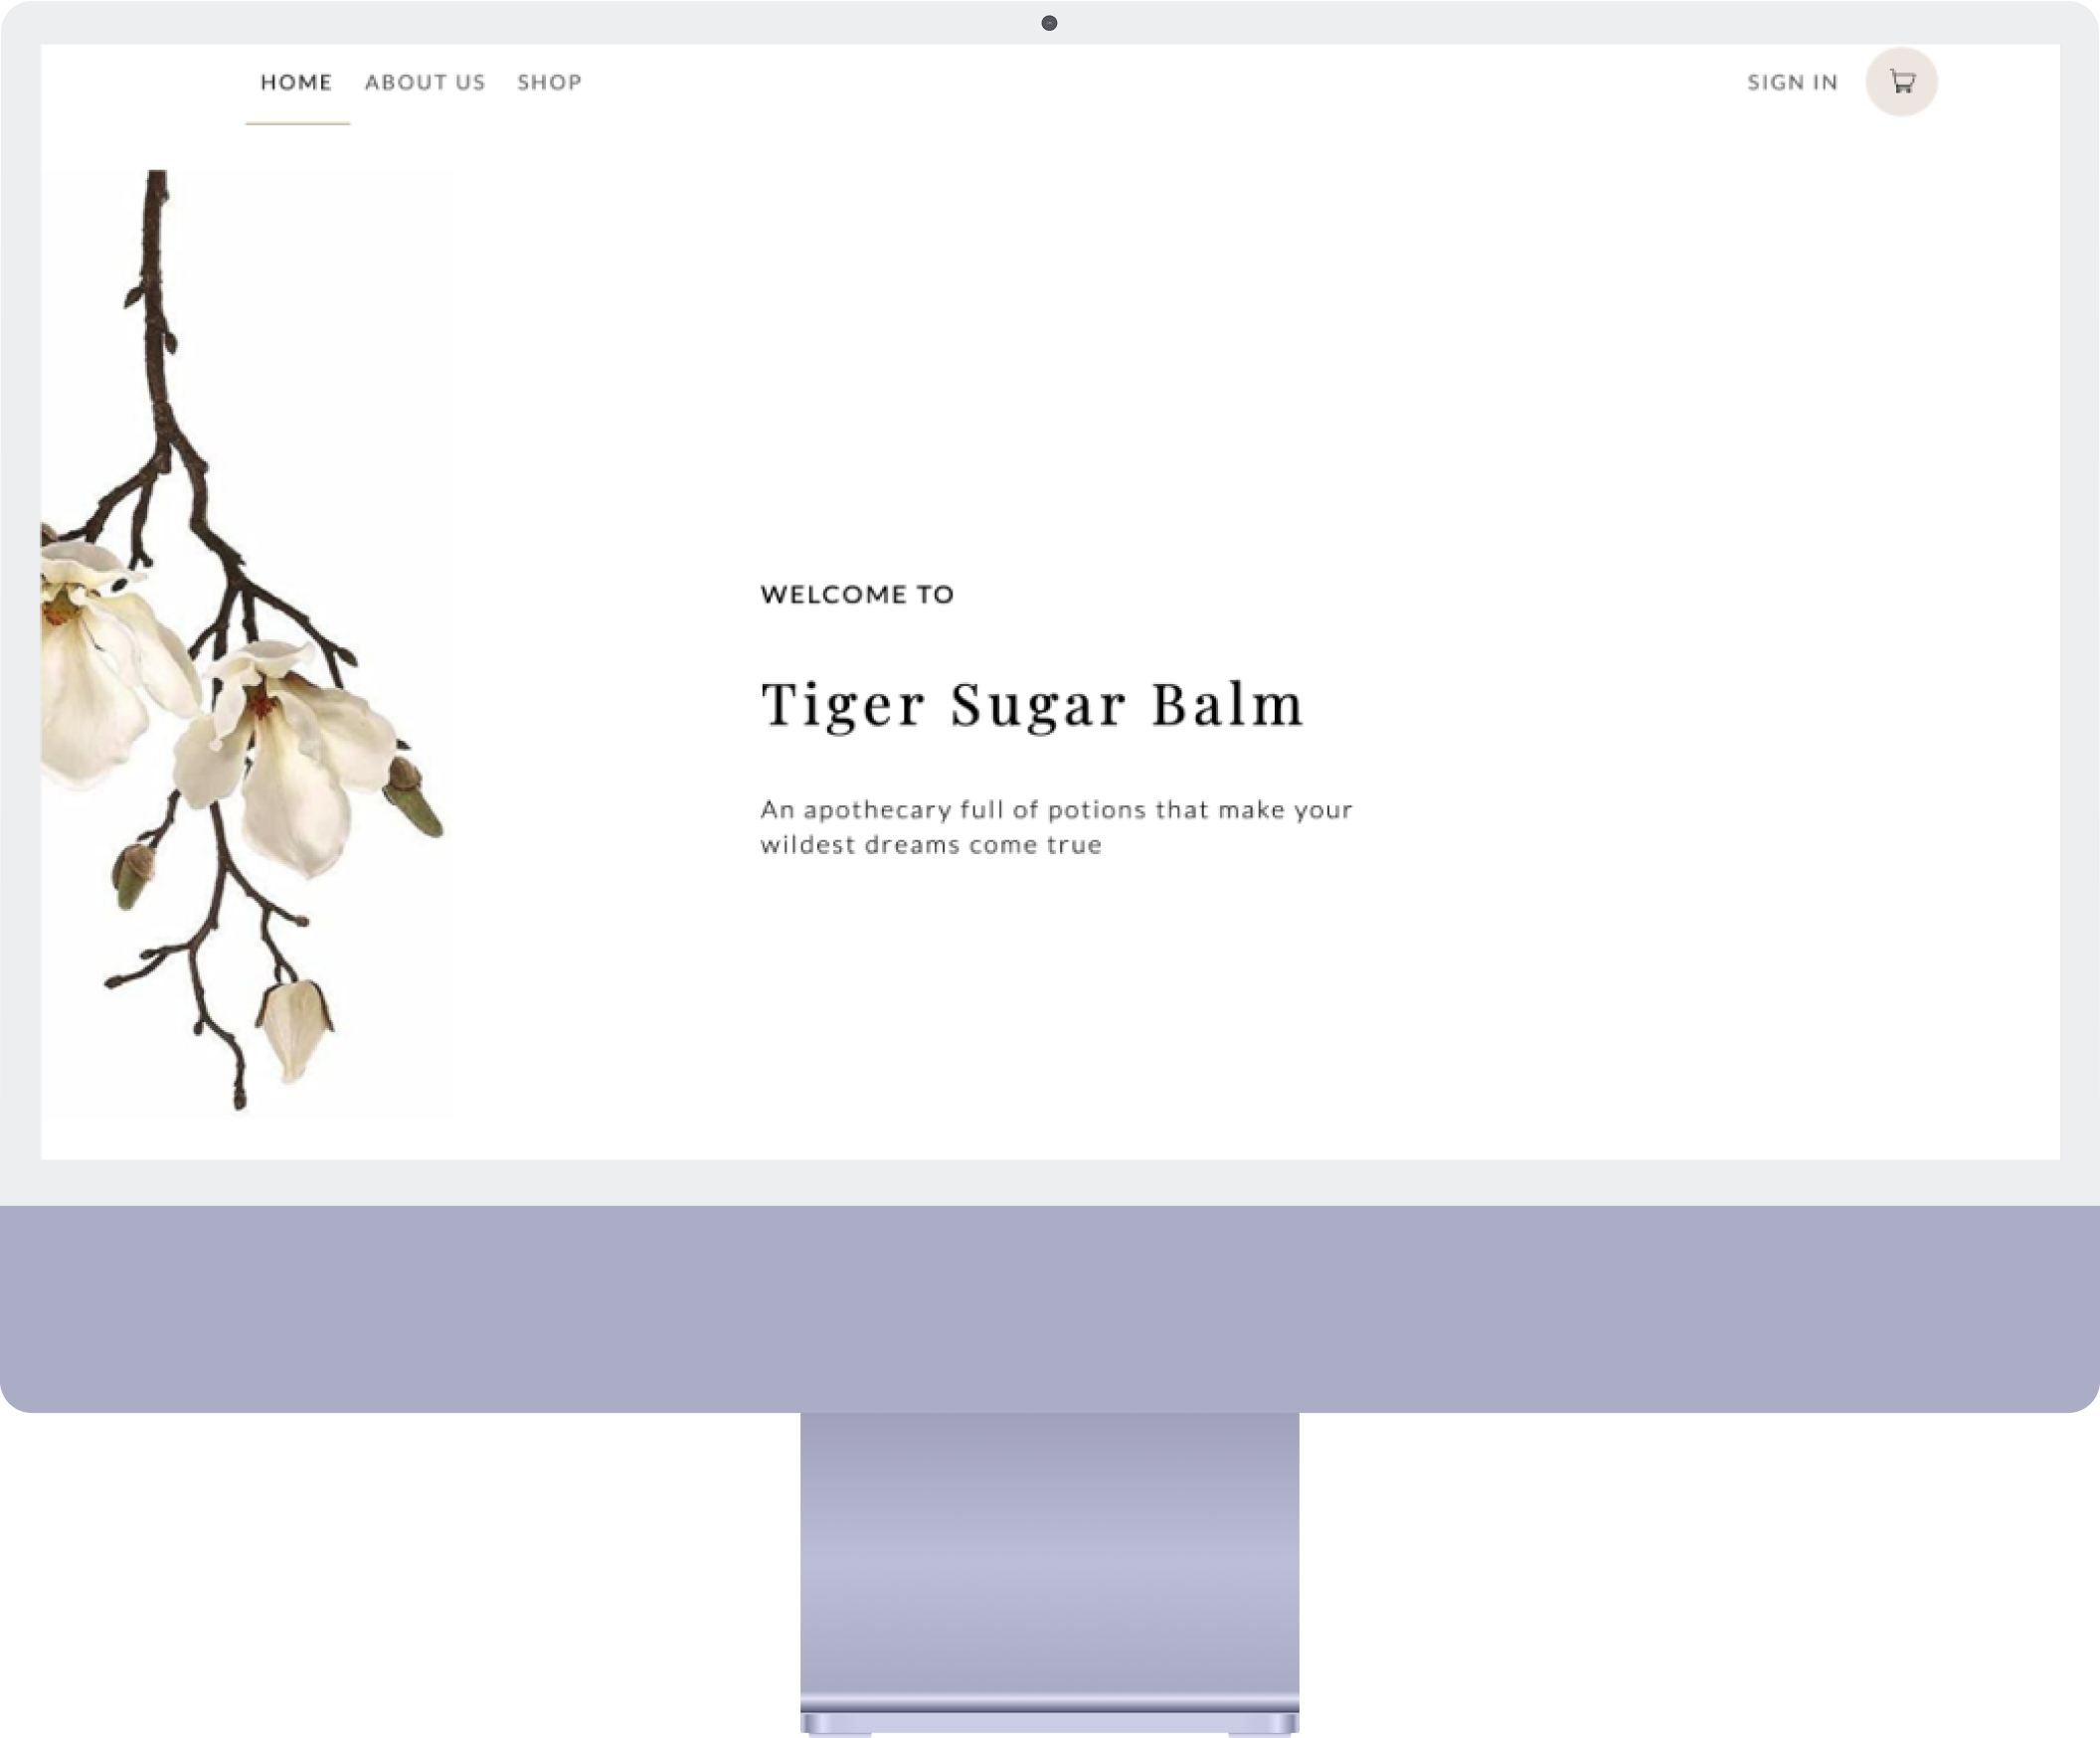 HOME ABOUT US SHOP SIGN IN
WELCOME TO
Tiger Sugar Balm
An apothecary full of potions that make your
wildest dreams come true